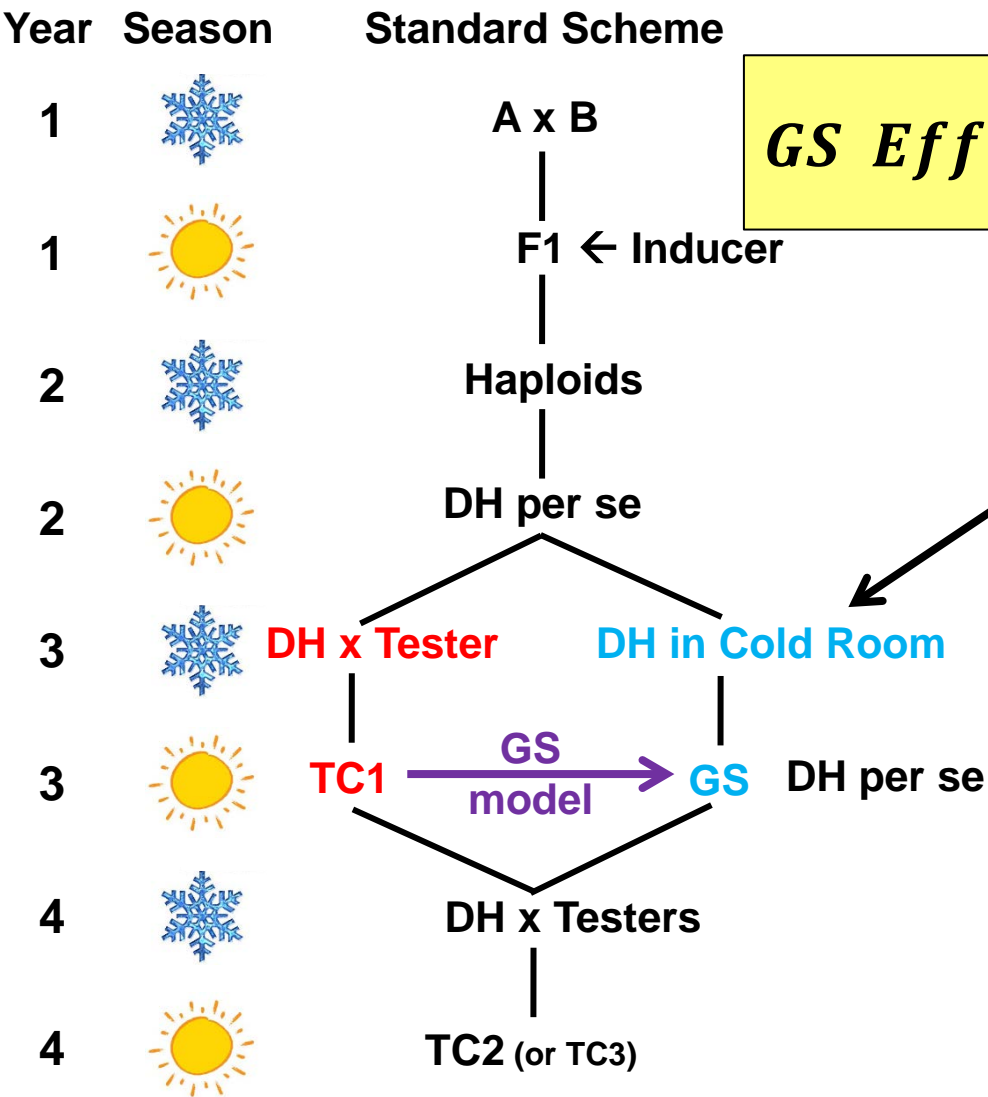 Year Season Standard Scheme
1 A x B
GS Eff
1 F1 ← Inducer
2 Haploids
2 DH per se
3 DH x Tester DH in Cold Room
3 TC1 GS model GS DH per se
4 DH x Testers
4 TC2 (or TC3)